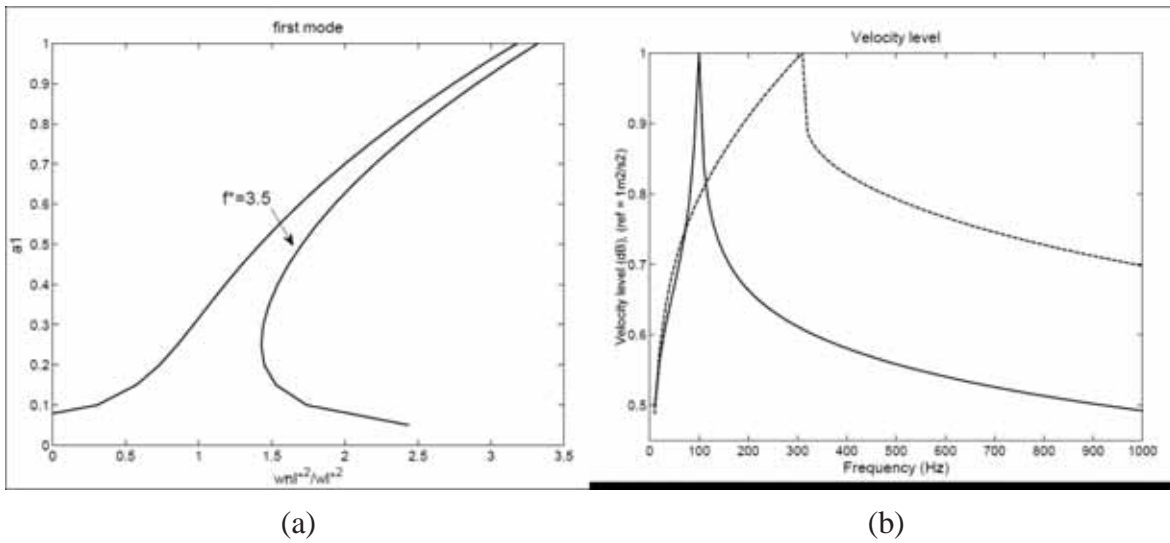 first mode
1
0.9
0.8
0.7
0.6
0.5
0.4
0.3
0.2
0.1
0
a1
f*=3.5
0 0.5 1 1.5 2 2.5 3 3.5
wnl*2/wl*2
(a)
Velocity level
1
0.9
0.8
0.7
0.6
0.5
Velocity level (dB), (ref = 1m2/s2)
0 100 200 300 400 500 600 700 800 900 1000
Frequency (Hz)
(b)